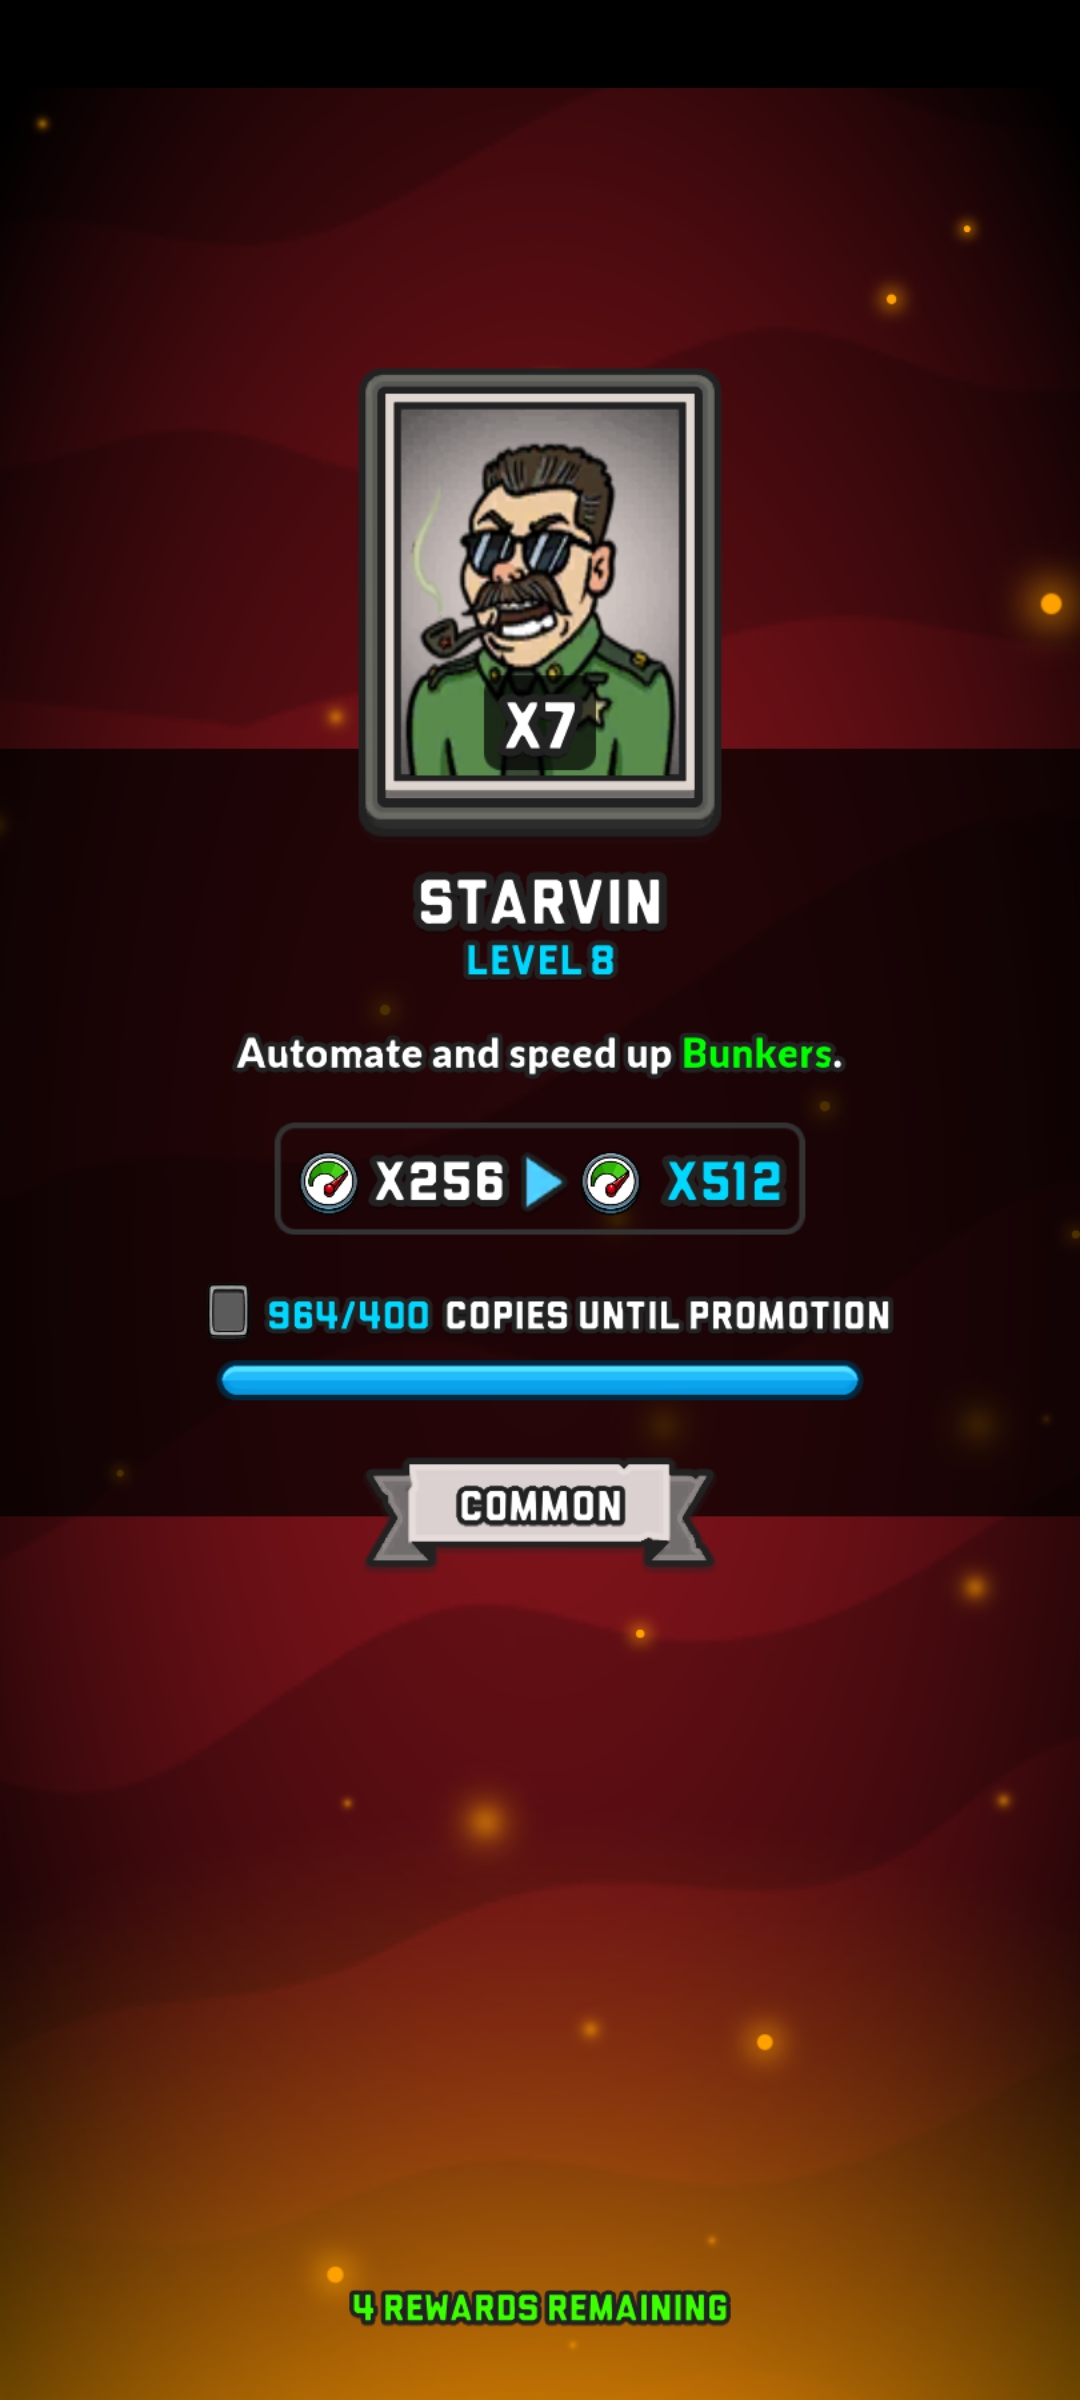 X7
STARVIN
LEVEL 8
Automate and speed up Bunkers.
X256 X512
964/400 COPIES UNTIL PROMOTION
COMMON
4 REWARDS REMAINING